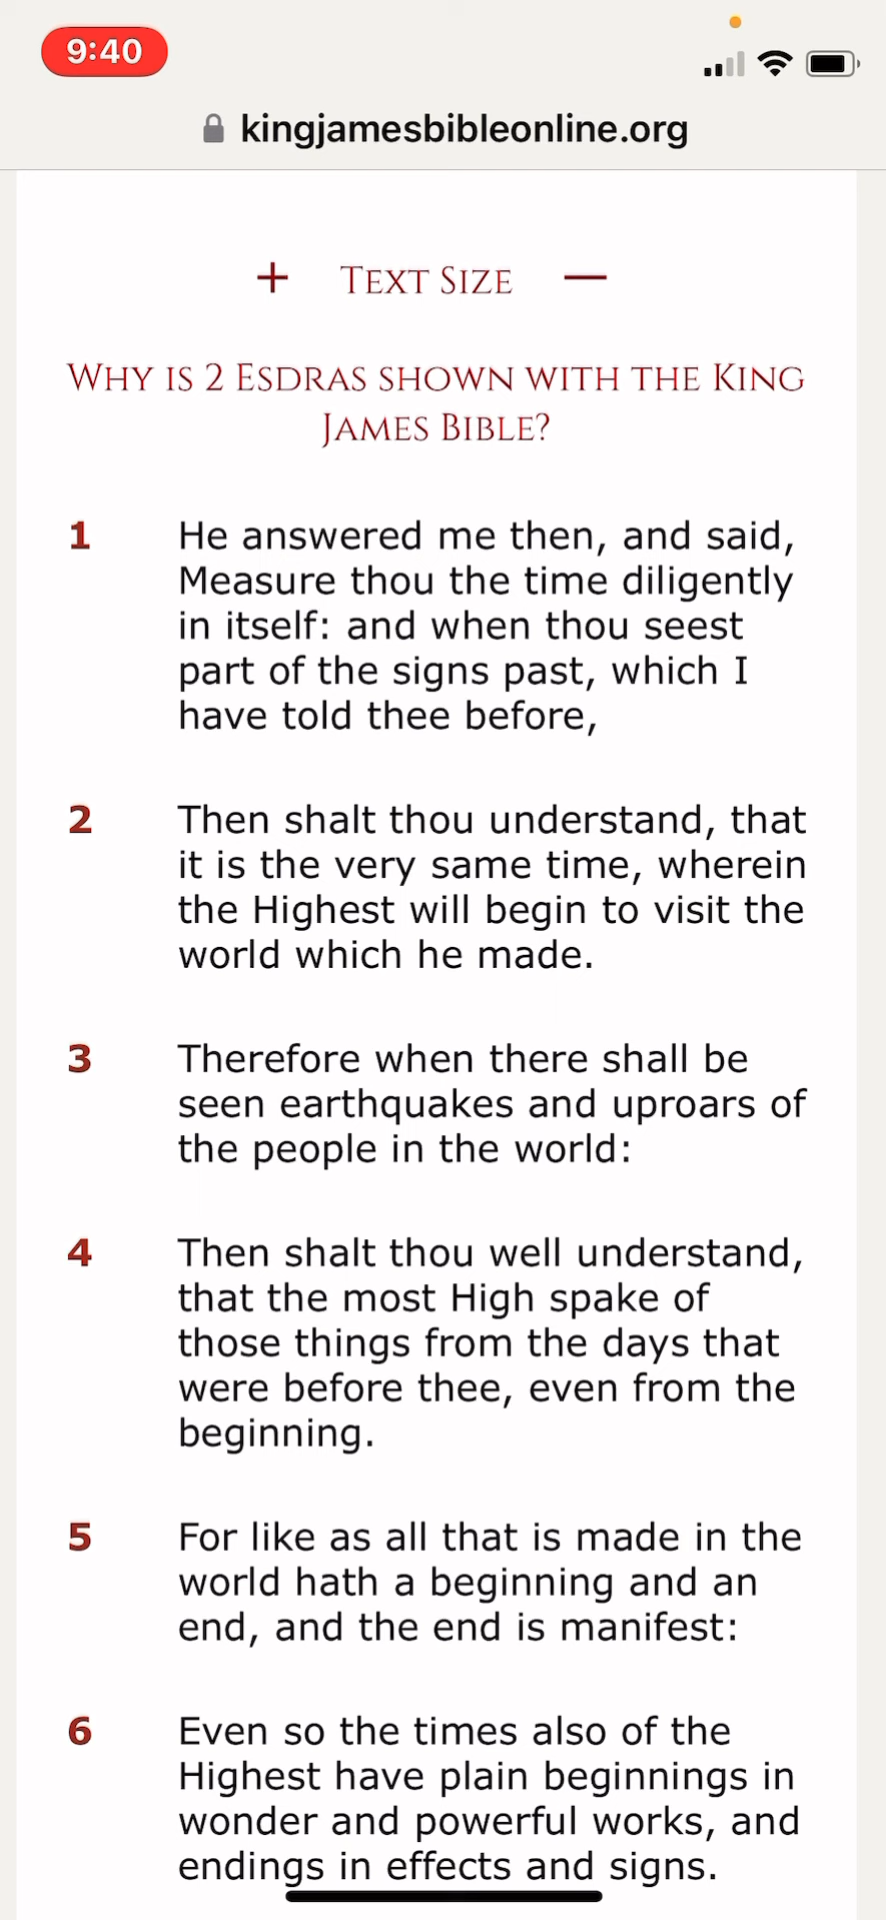 9:40
kingjamesbibleonline.org
+ Text Size −
Why is 2 Esdras shown with the King
James Bible?
1 He answered me then, and said,
Measure thou the time diligently
in itself: and when thou seest
part of the signs past, which I
have told thee before,
2 Then shalt thou understand, that
it is the very same time, wherein
the Highest will begin to visit the
world which he made.
3 Therefore when there shall be
seen earthquakes and uproars of
the people in the world:
4 Then shalt thou well understand,
that the most High spake of
those things from the days that
were before thee, even from the
beginning.
5 For like as all that is made in the
world hath a beginning and an
end, and the end is manifest:
6 Even so the times also of the
Highest have plain beginnings in
wonder and powerful works, and
endings in effects and signs.